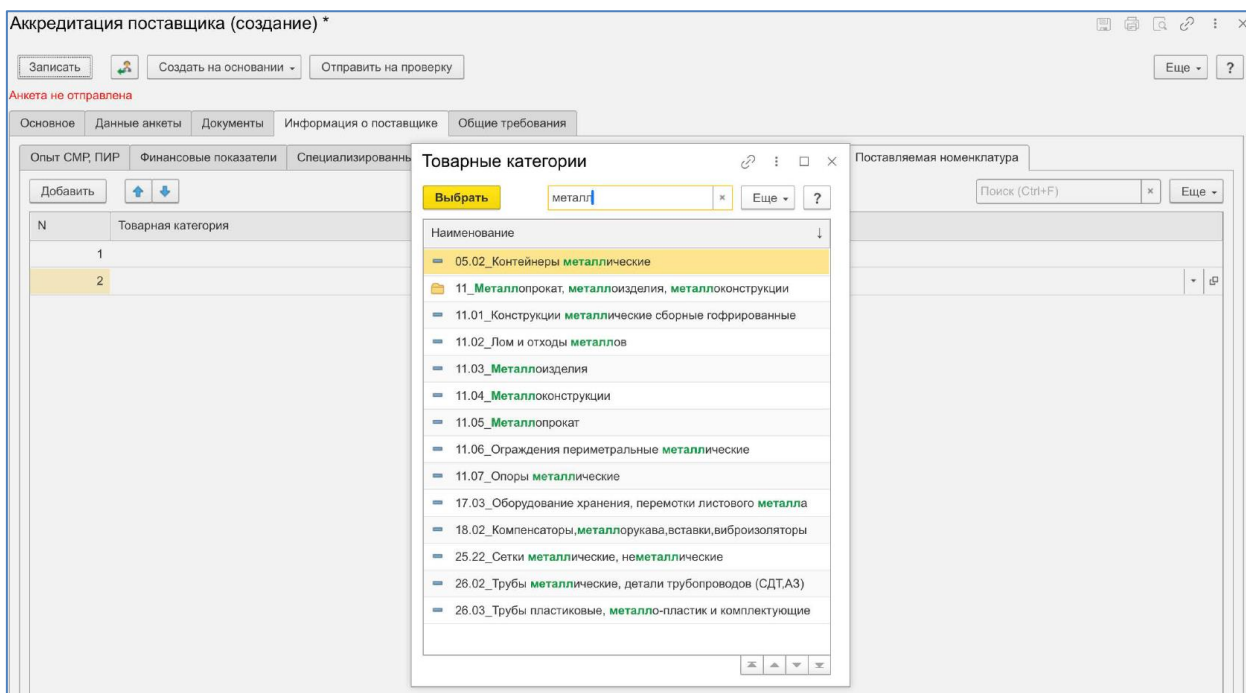 Аккредитация поставщика (создание) *
Записать Создать на основании Отправить на проверку Еще ?
Анкета не отправлена
Основное Данные анкеты Документы Информация о поставщике Общие требования
Опыт СМР, ПИР Финансовые показатели Специализированнь Поставляемая номенклатура
Добавить Поиск (Ctrl+F) × Еще
N Товарная категория
1
2
Товарные категории
Выбрать металл × Еще ?
Наименование ↓
05.02_Контейнеры металлические
11_Металлопрокат, металлоизделия, металлоконструкции
11.01_Конструкции металлические сборные гофрированные
11.02_Лом и отходы металлов
11.03_Металлоизделия
11.04_Металлоконструкции
11.05_Металлопрокат
11.06_Ограждения периметральные металлические
11.07_Опоры металлические
17.03_Оборудование хранения, перемотки листового металла
18.02_Компенсаторы,металлорукава,вставки,виброизоляторы
25.22_Сетки металлические, неметаллические
26.02_Трубы металлические, детали трубопроводов (СДТ,АЗ)
26.03_Трубы пластиковые, металло-пластик и комплектующие